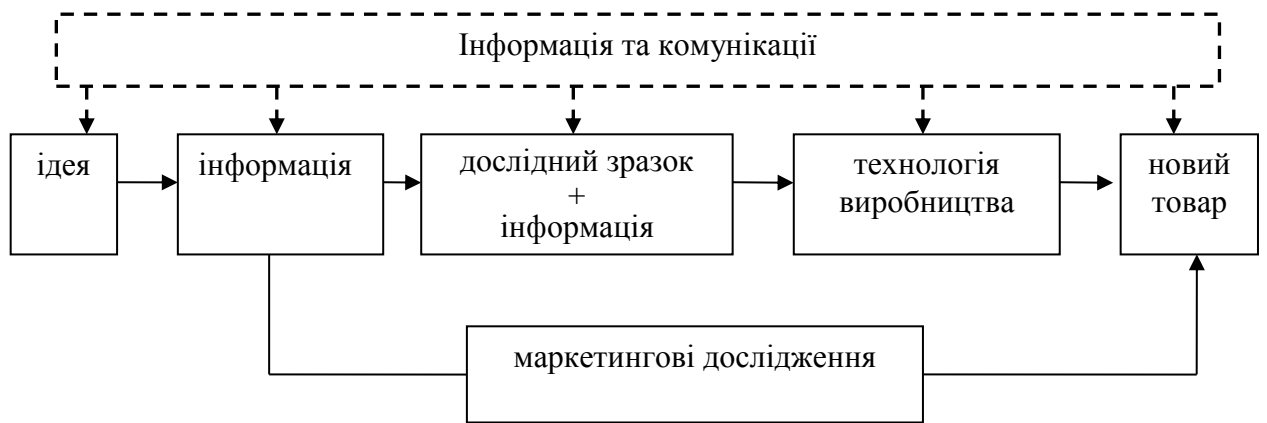 Інформація та комунікації
ідея
інформація
дослідний зразок
+
інформація
технологія
виробництва
новий
товар
маркетингові дослідження